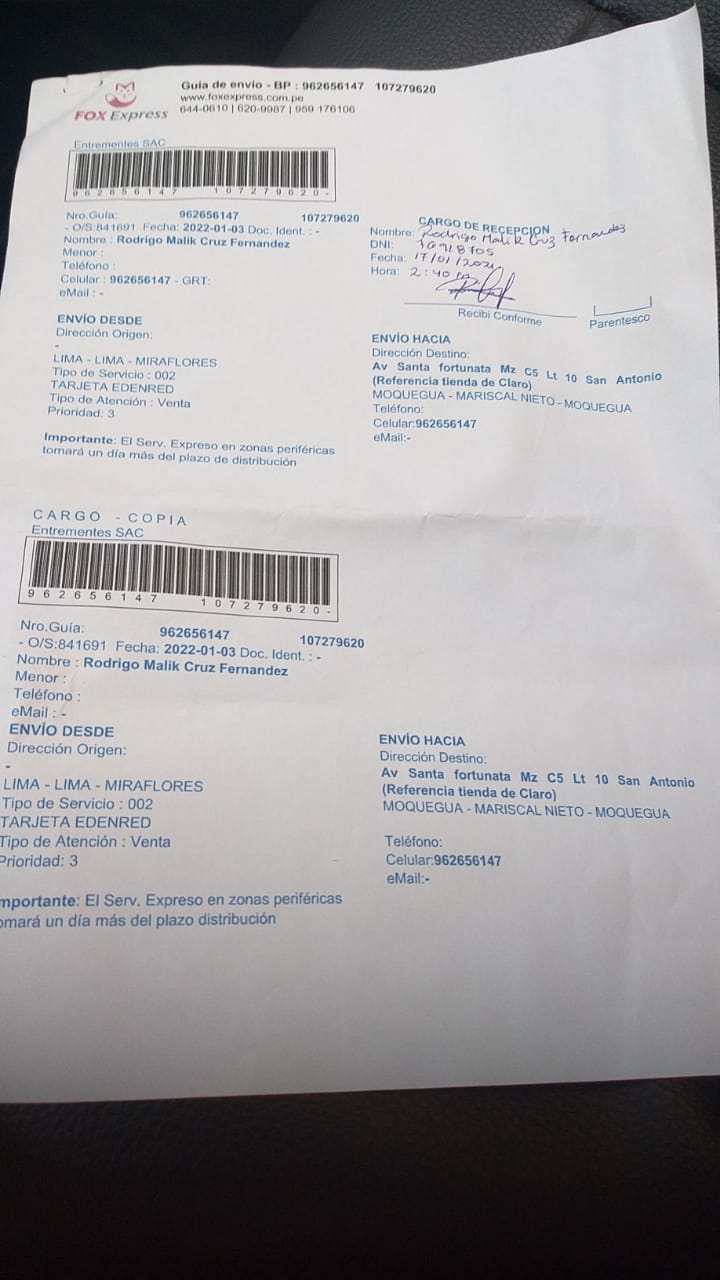 FOX Express
Guia de envio - BP : 962656147 107279620
www.foxexpress.com.pe
644-0610 | 620-9987 | 959 176106
Entrementes SAC
962656147 107279620-
Nro.Guía: 962656147 107279620
- O/S:841691 Fecha: 2022-01-03 Doc. Ident. : -
Nombre : Rodrigo Malik Cruz Fernandez
Menor :
Teléfono :
Celular : 962656147 - GRT:
eMail : -
CARGO DE RECEPCION
Nombre: Rodrigo Malik Cruz Fernandez
DNI:
Fecha: 17/01/202
Hora: 2:40 pm
Recibi Conforme
Parentesco
ENVÍO DESDE
Dirección Origen:
-
LIMA - LIMA - MIRAFLORES
Tipo de Servicio : 002
TARJETA EDENRED
Tipo de Atención : Venta
Prioridad: 3
ENVÍO HACIA
Dirección Destino:
Av Santa fortunata Mz C5 Lt 10 San Antonio
(Referencia tienda de Claro)
MOQUEGUA - MARISCAL NIETO - MOQUEGUA
Teléfono:
Celular:962656147
eMail:-
Importante: El Serv. Expreso en zonas periféricas
tomará un día más del plazo de distribución
CARGO - COPIA
Entrementes SAC
962656147 107279620-
Nro.Guía: 962656147 107279620
- O/S:841691 Fecha: 2022-01-03 Doc. Ident. : -
Nombre : Rodrigo Malik Cruz Fernandez
Menor :
Teléfono :
eMail : -
ENVÍO DESDE
Dirección Origen:
-
LIMA - LIMA - MIRAFLORES
Tipo de Servicio : 002
TARJETA EDENRED
Tipo de Atención : Venta
Prioridad: 3
ENVÍO HACIA
Dirección Destino:
Av Santa fortunata Mz C5 Lt 10 San Antonio
(Referencia tienda de Claro)
MOQUEGUA - MARISCAL NIETO - MOQUEGUA
Teléfono:
Celular:962656147
eMail:-
mportante: El Serv. Expreso en zonas periféricas
omará un día más del plazo distribución